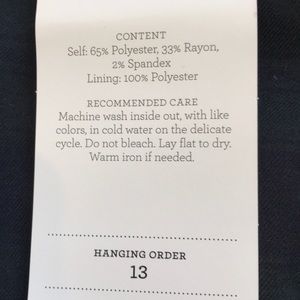 CONTENT
Self: 65% Polyester, 33% Rayon,
2% Spandex
Lining: 100% Polyester
RECOMMENDED CARE
Machine wash inside out, with like
colors, in cold water on the delicate
cycle. Do not bleach. Lay flat to dry.
Warm iron if needed.
HANGING ORDER
13